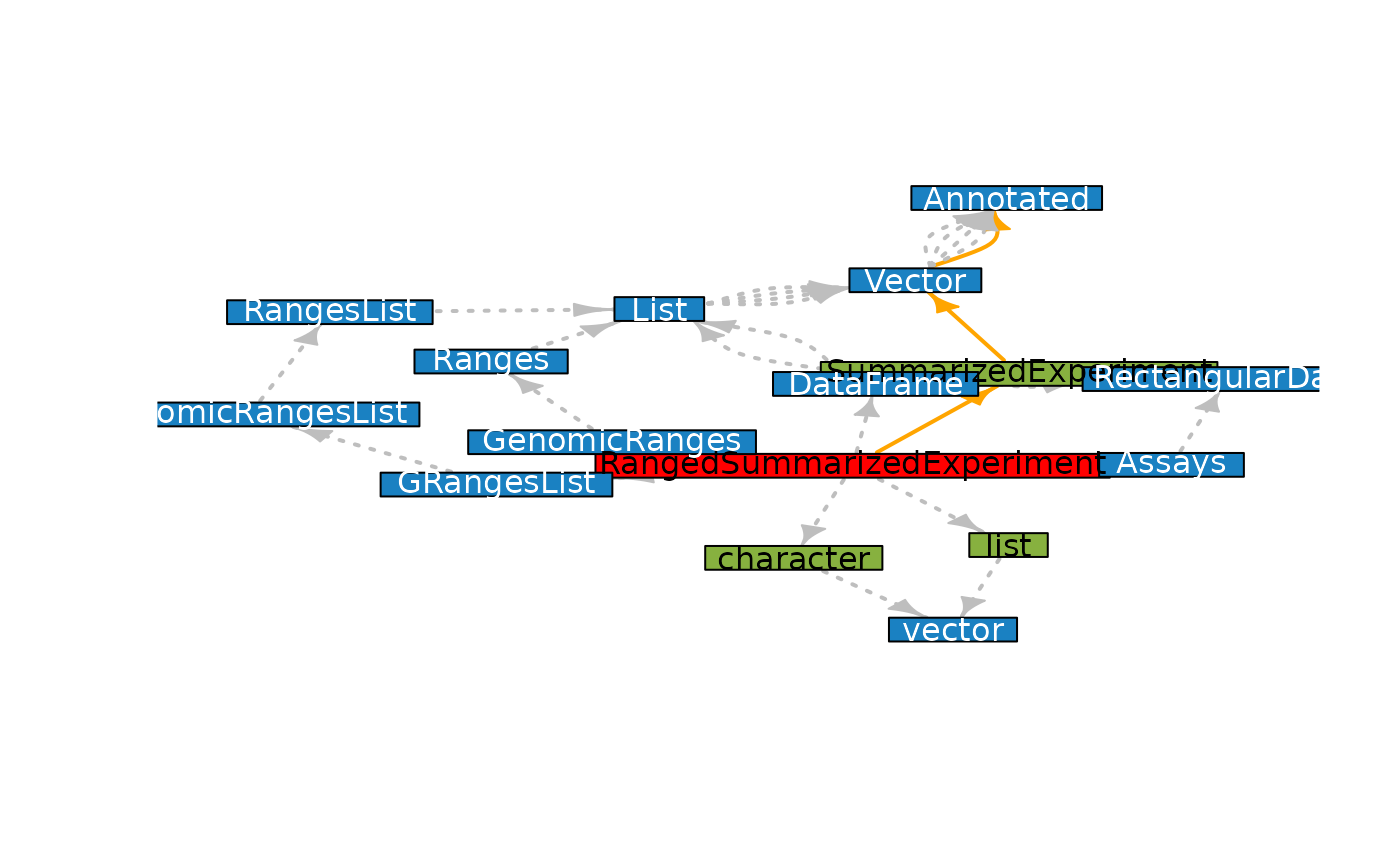 Annotated
Vector
RangesList
List
Ranges
SummarizedExperiment
DataFrame
RectangularDa
omicRangesList
GenomicRanges
RangedSummarizedExperiment
Assays
GRangesList
character
list
vector